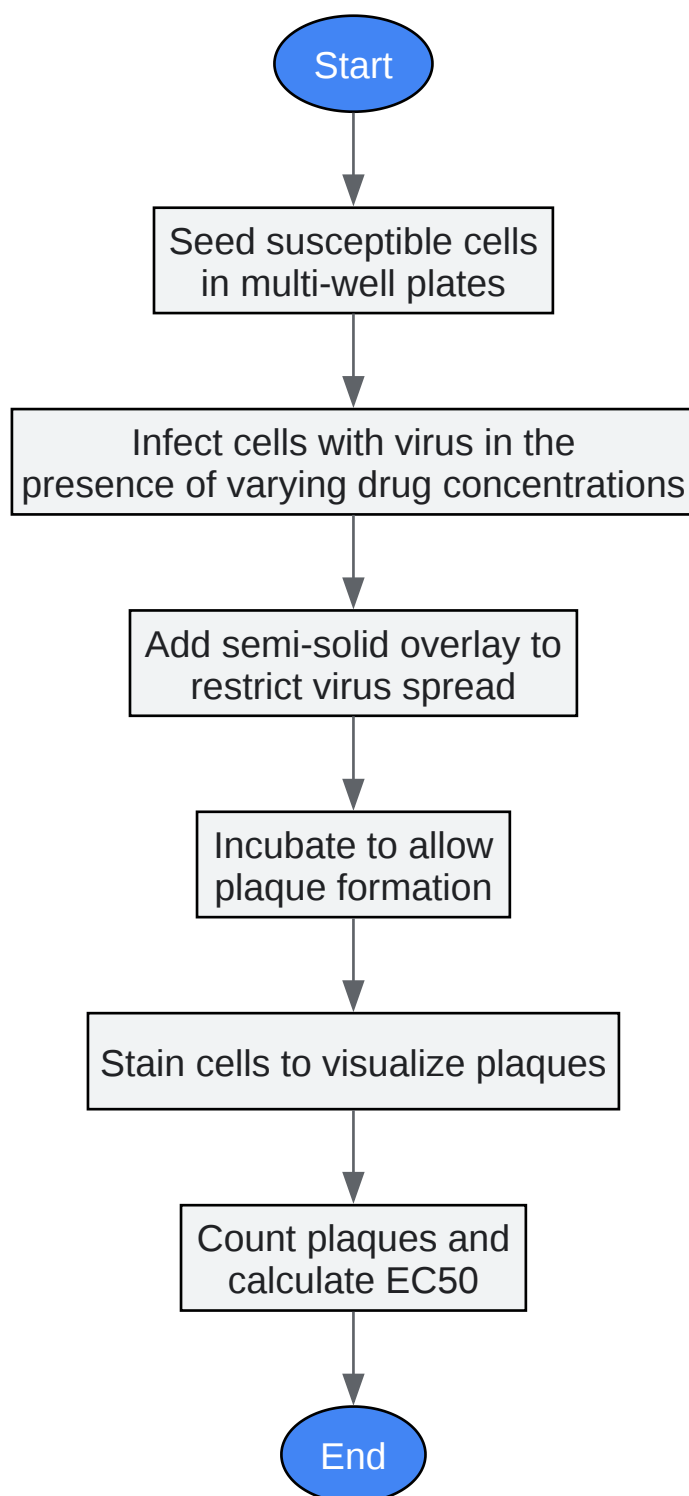 Start
Seed susceptible cells
in multi-well plates
Infect cells with virus in the
presence of varying drug concentrations
Add semi-solid overlay to
restrict virus spread
Incubate to allow
plaque formation
Stain cells to visualize plaques
Count plaques and
calculate EC50
End